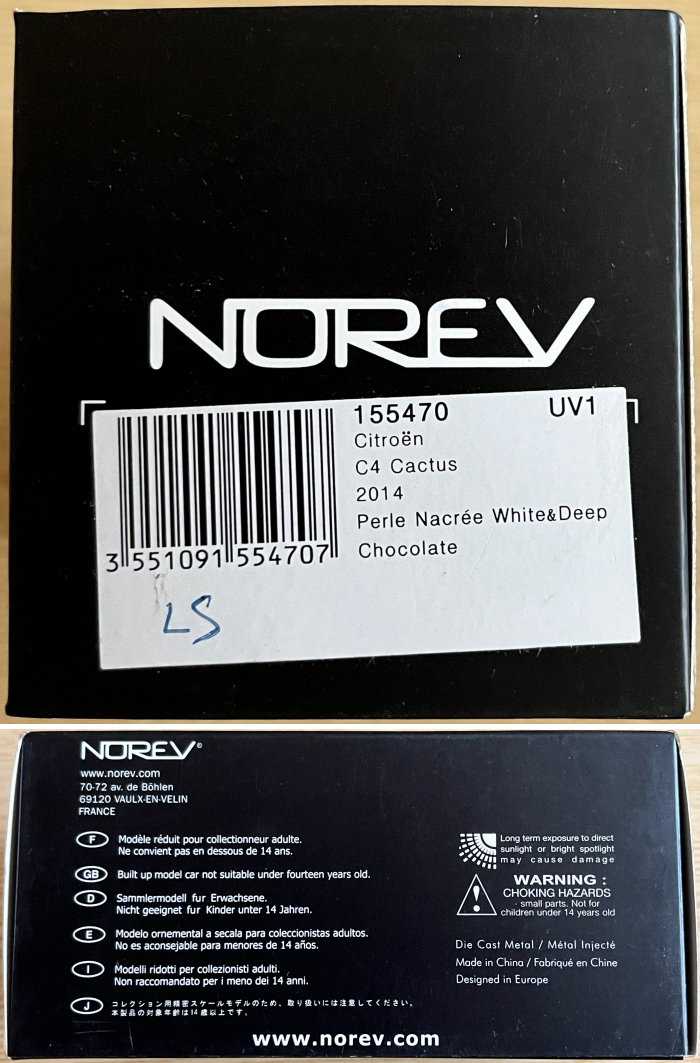 NOREV
155470 UV1
Citroën
C4 Cactus
2014
Perle Nacrée White&Deep
Chocolate
3 551091 554707
LS
NOREV®
www.norev.com
70-72 av. de Böhlen
69120 VAULX-EN-VELIN
FRANCE
F Modèle réduit pour collectionneur adulte.
Ne convient pas en dessous de 14 ans.
GB Built up model car not suitable under fourteen years old.
D Sammlermodell fur Erwachsene.
Nicht geeignet fur Kinder unter 14 Jahren.
E Modelo ornemental a secala para coleccionistas adultos.
No es aconsejable para menores de 14 años.
I Modelli ridotti per collezionisti adulti.
Non raccomandato per i meno dei 14 anni.
J コレクション用精密スケールモデルのため、取り扱いには注意してください。
本製品の対象年齢は14歳以上です。
Long term exposure to direct
sunlight or bright spotlight
may cause damage
WARNING :
CHOKING HAZARDS
- small parts. Not for
children under 14 years old
Die Cast Metal / Métal Injecté
Made in China / Fabriqué en Chine
Designed in Europe
www.norev.com